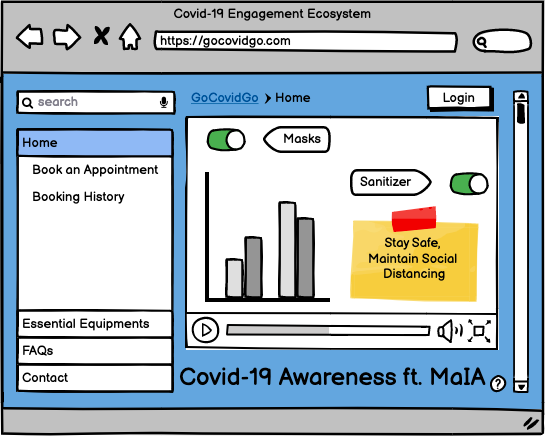 Covid-19 Engagement Ecosystem
https://gocovidgo.com
search
GoCovidGo
Home
Login
Home
Book an Appointment
Booking History
Essential Equipments
FAQs
Contact
Masks
Sanitizer
Stay Safe,
Maintain Social
Distancing
Covid-19 Awareness ft. MaIA
?